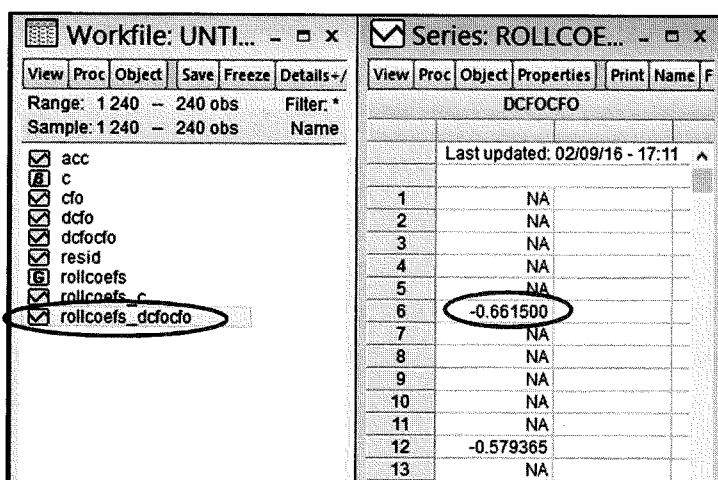 Workfile: UNTI...
View Proc Object Save Freeze Details+/
Range: 1 240 — 240 obs Filter: *
Sample: 1 240 — 240 obs Name
acc
c
cfo
dcfo
dcfocfo
resid
rollcoefs
rollcoefs_c
rollcoefs_dcfocfo
Series: ROLLCOE...
View Proc Object Properties Print Name F
DCFOCFO
Last updated: 02/09/16 - 17:11
1 NA
2 NA
3 NA
4 NA
5 NA
6 -0.661500
7 NA
8 NA
9 NA
10 NA
11 NA
12 -0.579365
13 NA